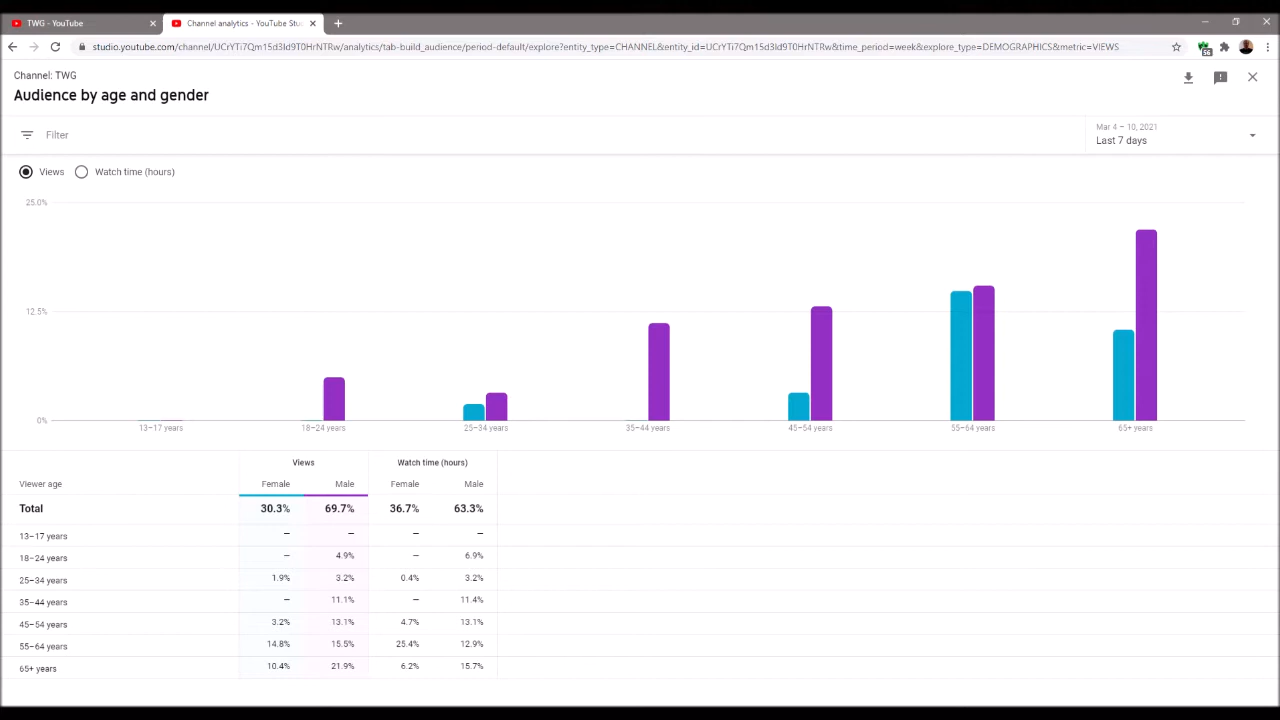 TWG - YouTube
Channel analytics - YouTube Stu
studio.youtube.com/channel/UCrYTi7Qm15d3Id9T0HrNTRw/analytics/tab-build_audience/period-default/explore?entity_type=CHANNEL&entity_id=UCrYTi7Qm15d3Id9T0HrNTRw&time_period=week&explore_type=DEMOGRAPHICS&metric=VIEWS
56
Channel: TWG
Audience by age and gender
Filter
Mar 4 – 10, 2021
Last 7 days
Views Watch time (hours)
25.0%
12.5%
0%
13–17 years 18–24 years 25–34 years 35–44 years 45–54 years 55–64 years 65+ years
Views Watch time (hours)
Viewer age Female Male Female Male
Total 30.3% 69.7% 36.7% 63.3%
13–17 years — — — —
18–24 years — 4.9% — 6.9%
25–34 years 1.9% 3.2% 0.4% 3.2%
35–44 years — 11.1% — 11.4%
45–54 years 3.2% 13.1% 4.7% 13.1%
55–64 years 14.8% 15.5% 25.4% 12.9%
65+ years 10.4% 21.9% 6.2% 15.7%